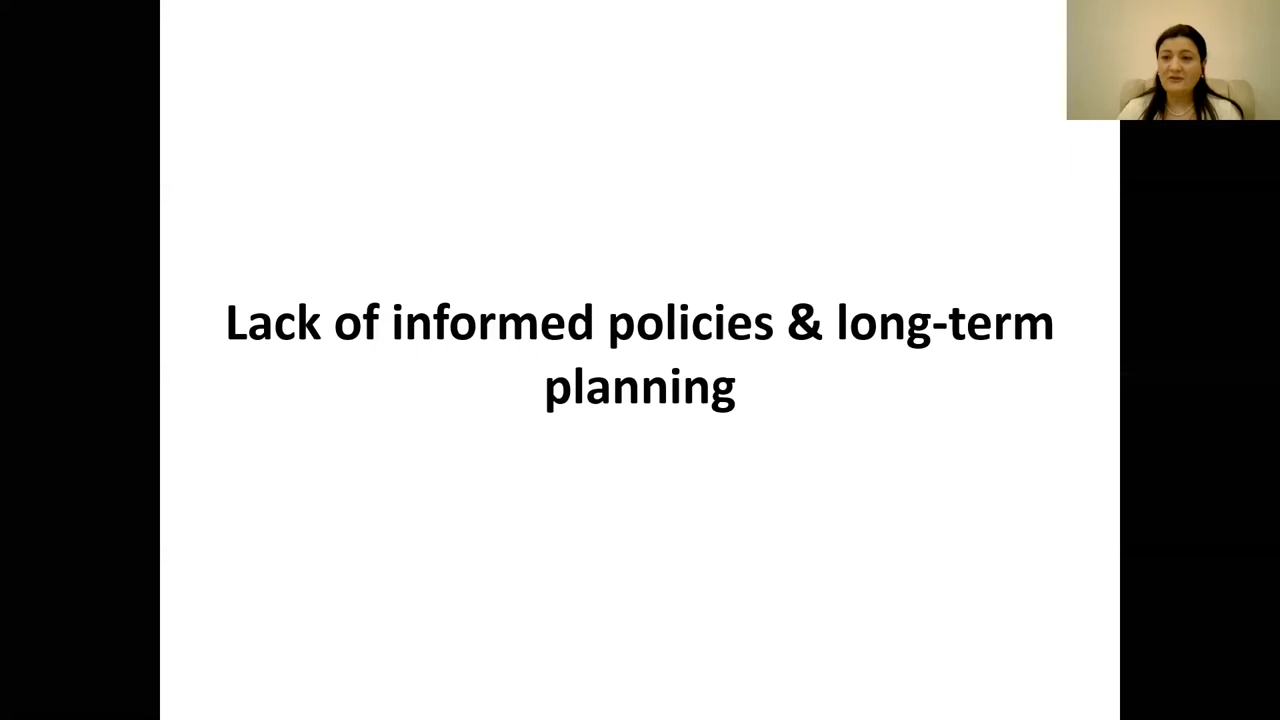 Lack of informed policies & long-term
planning